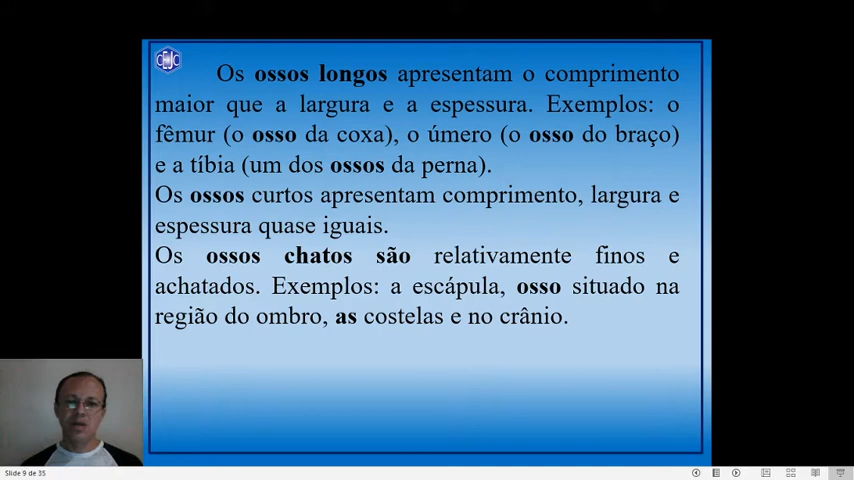 CEJC
Os ossos longos apresentam o comprimento
maior que a largura e a espessura. Exemplos: o
fêmur (o osso da coxa), o úmero (o osso do braço)
e a tíbia (um dos ossos da perna).
Os ossos curtos apresentam comprimento, largura e
espessura quase iguais.
Os ossos chatos são relativamente finos e
achatados. Exemplos: a escápula, osso situado na
região do ombro, as costelas e no crânio.
Slide 9 de 35